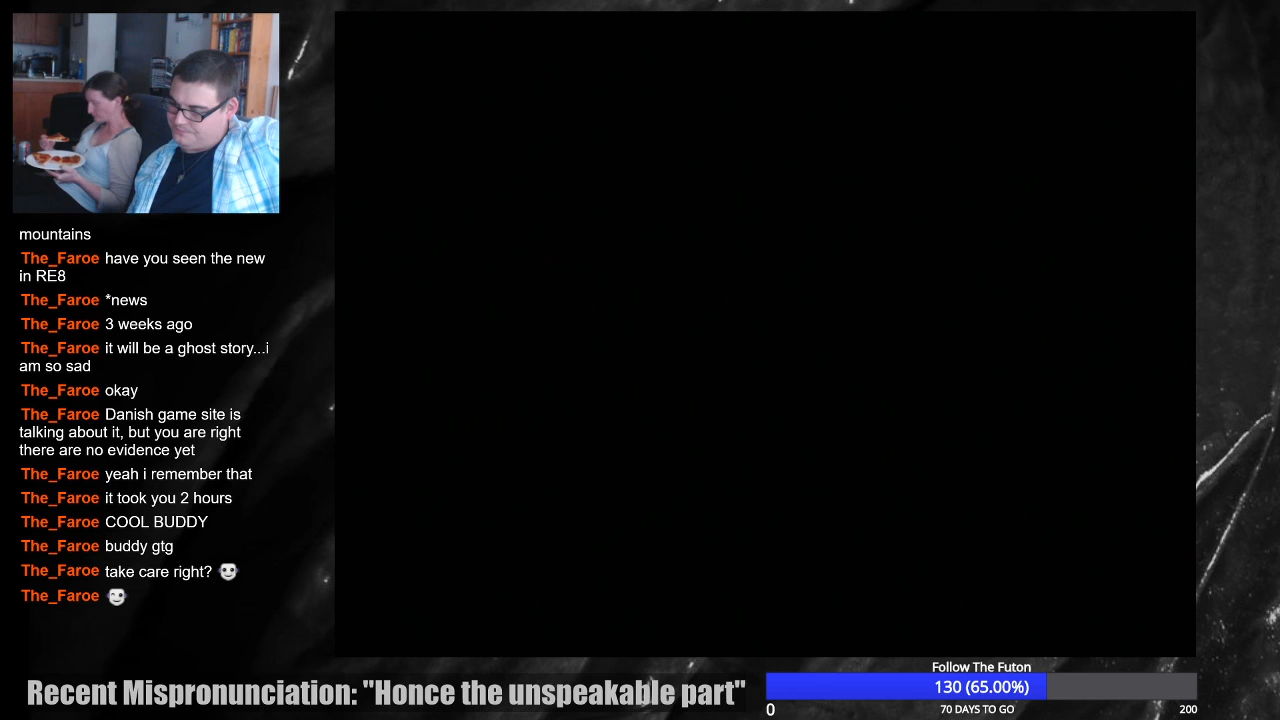 mountains
The_Faroe have you seen the new
in RE8
The_Faroe *news
The_Faroe 3 weeks ago
The_Faroe it will be a ghost story...i
am so sad
The_Faroe okay
The_Faroe Danish game site is
talking about it, but you are right
there are no evidence yet
The_Faroe yeah i remember that
The_Faroe it took you 2 hours
The_Faroe COOL BUDDY
The_Faroe buddy gtg
The_Faroe take care right?
The_Faroe
Recent Mispronunciation: "Honce the unspeakable part"
Follow The Futon
130 (65.00%)
0 70 DAYS TO GO 200